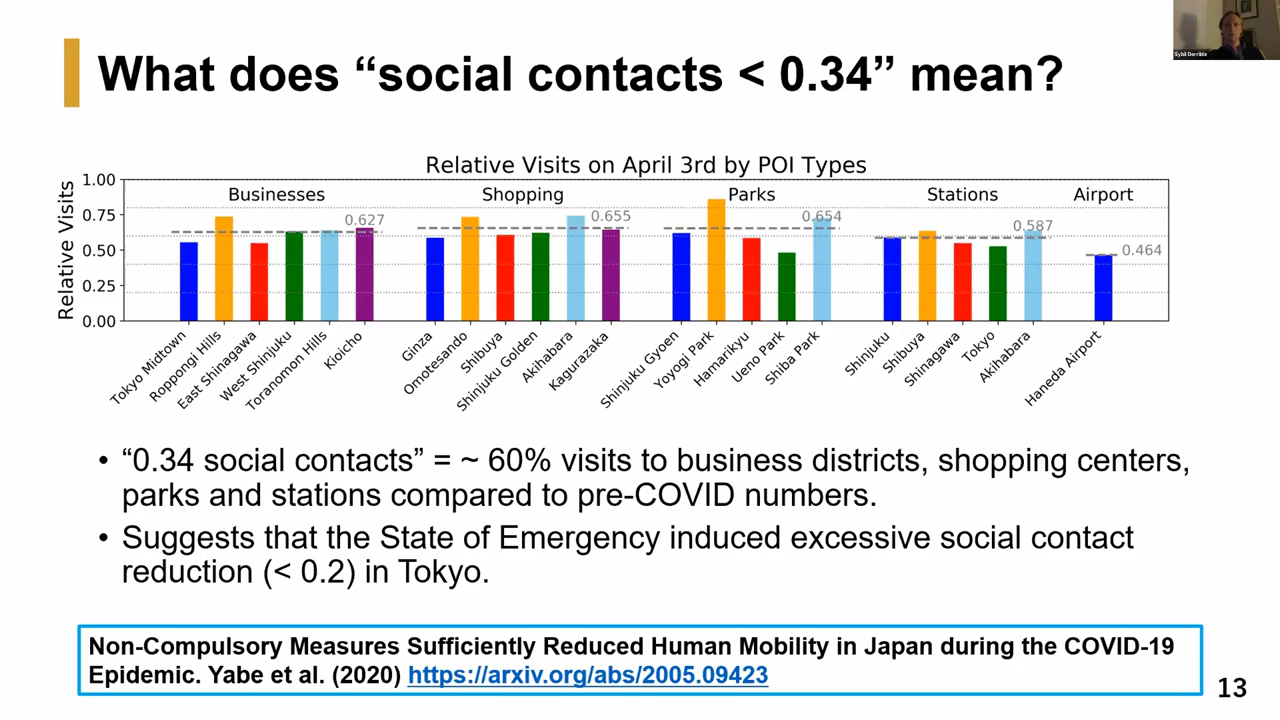 Sybil Derrible
What does “social contacts < 0.34” mean?
Relative Visits on April 3rd by POI Types
Relative Visits
1.00
0.75
0.50
0.25
0.00
Businesses
Shopping
Parks
Stations
Airport
0.627
0.655
0.654
0.587
0.464
Tokyo Midtown
Roppongi Hills
East Shinagawa
West Shinjuku
Toranomon Hills
Kioicho
Ginza
Omotesando
Shibuya
Shinjuku Golden
Akihabara
Kagurazaka
Shinjuku Gyoen
Yoyogi Park
Hamarikyu
Ueno Park
Shiba Park
Shinjuku
Shibuya
Shinagawa
Tokyo
Akihabara
Haneda Airport
• “0.34 social contacts” = ~ 60% visits to business districts, shopping centers,
parks and stations compared to pre-COVID numbers.
• Suggests that the State of Emergency induced excessive social contact
reduction (< 0.2) in Tokyo.
Non-Compulsory Measures Sufficiently Reduced Human Mobility in Japan during the COVID-19
Epidemic. Yabe et al. (2020) https://arxiv.org/abs/2005.09423
13